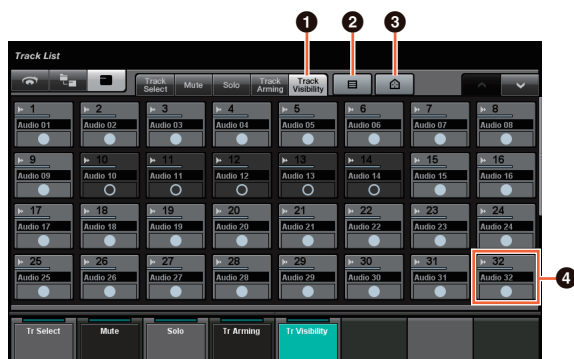 1 2 3
Track List
Track Select Mute Solo Track Arming Track Visibility
1 2 3 4 5 6 7 8
Audio 01 Audio 02 Audio 03 Audio 04 Audio 05 Audio 06 Audio 07 Audio 08
9 10 11 12 13 14 15 16
Audio 09 Audio 10 Audio 11 Audio 12 Audio 13 Audio 14 Audio 15 Audio 16
17 18 19 20 21 22 23 24
Audio 17 Audio 18 Audio 19 Audio 20 Audio 21 Audio 22 Audio 23 Audio 24
25 26 27 28 29 30 31 32
Audio 25 Audio 26 Audio 27 Audio 28 Audio 29 Audio 30 Audio 31 Audio 32
4
Tr Select Mute Solo Tr Arming Tr Visibility